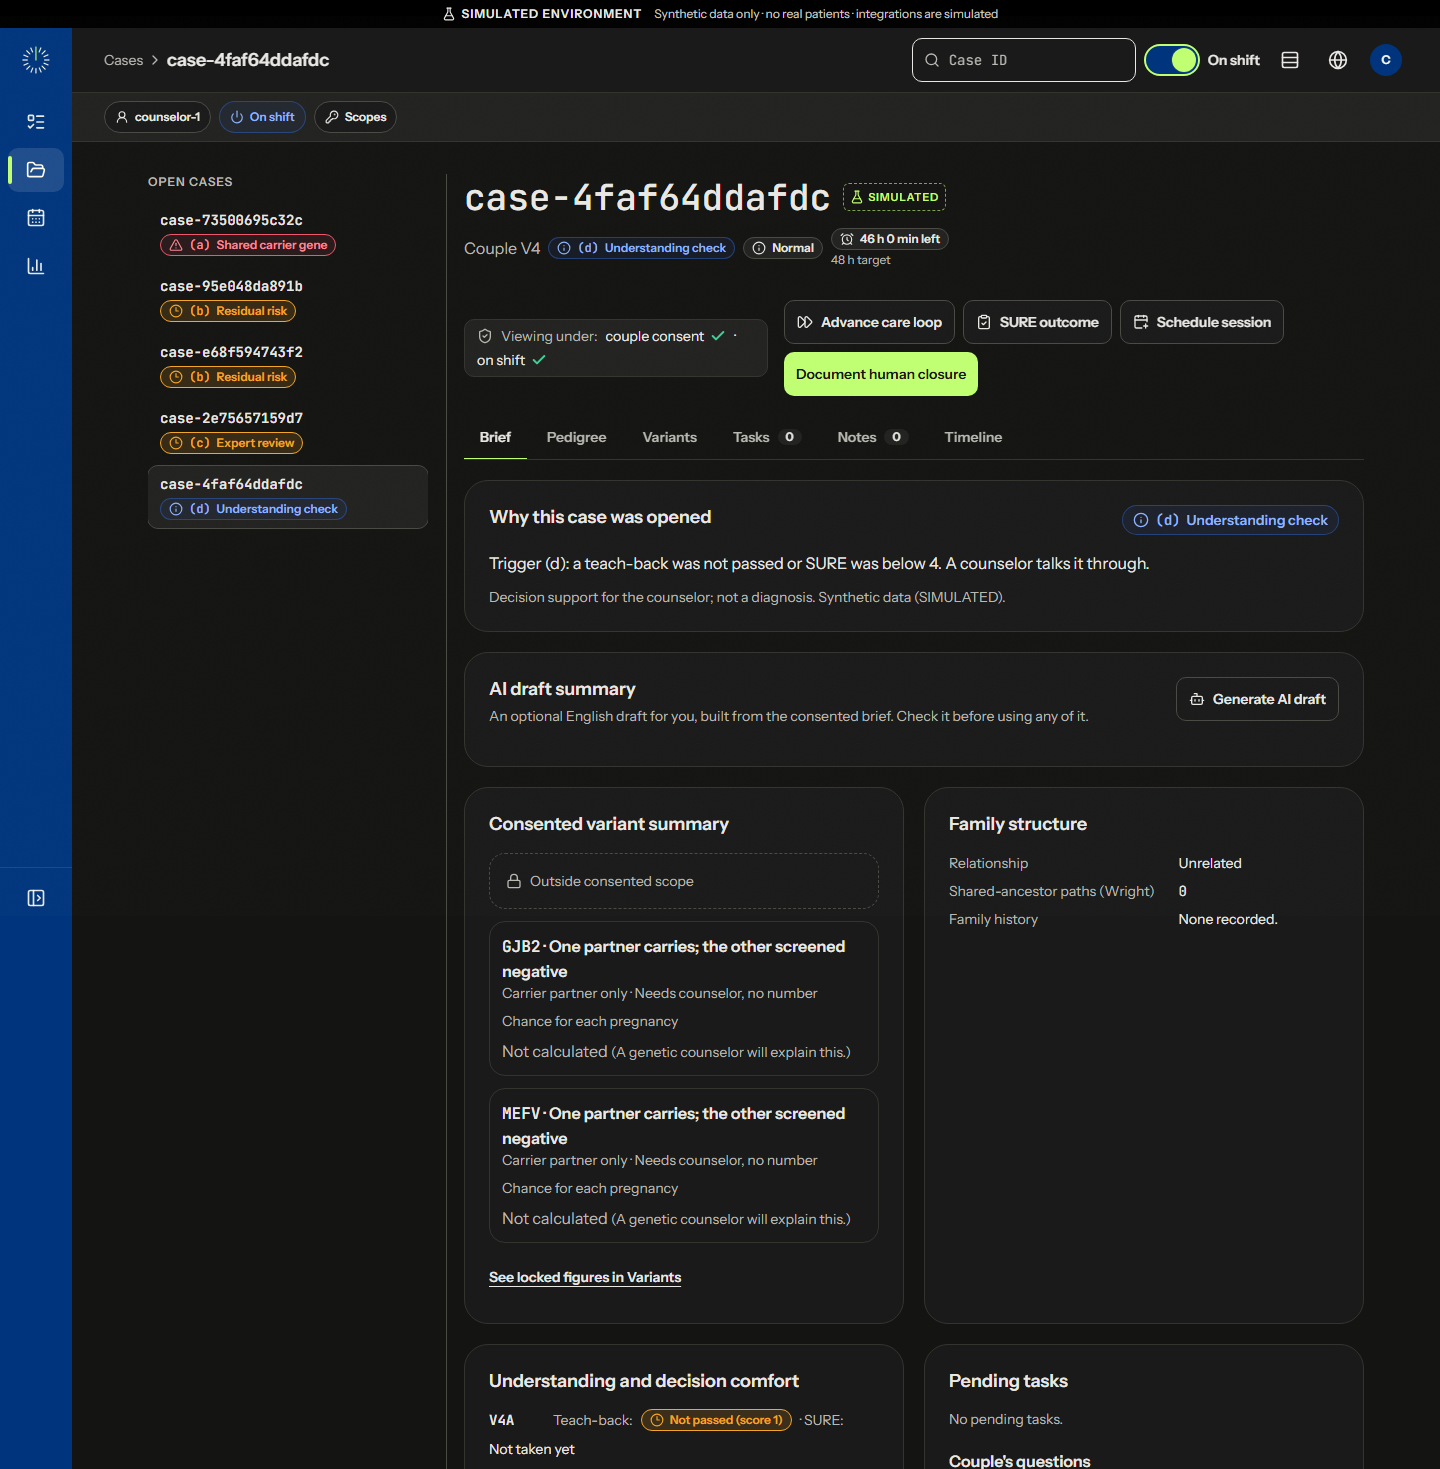 SIMULATED ENVIRONMENT Synthetic data only · no real patients · integrations are simulated
Cases > case-4faf64ddafdc
Case ID
On shift
C
counselor-1
On shift
Scopes
OPEN CASES
case-73500695c32c
(a) Shared carrier gene
case-95e048da891b
(b) Residual risk
case-e68f594743f2
(b) Residual risk
case-2e75657159d7
(c) Expert review
case-4faf64ddafdc
(d) Understanding check
case-4faf64ddafdc SIMULATED
Couple V4 (d) Understanding check Normal 46 h 0 min left
48 h target
Viewing under: couple consent ✓ ·
on shift ✓
Advance care loop
SURE outcome
Schedule session
Document human closure
Brief Pedigree Variants Tasks 0 Notes 0 Timeline
Why this case was opened
(d) Understanding check
Trigger (d): a teach-back was not passed or SURE was below 4. A counselor talks it through.
Decision support for the counselor; not a diagnosis. Synthetic data (SIMULATED).
AI draft summary
An optional English draft for you, built from the consented brief. Check it before using any of it.
Generate AI draft
Consented variant summary
Outside consented scope
GJB2 · One partner carries; the other screened
negative
Carrier partner only · Needs counselor, no number
Chance for each pregnancy
Not calculated (A genetic counselor will explain this.)
MEFV · One partner carries; the other screened
negative
Carrier partner only · Needs counselor, no number
Chance for each pregnancy
Not calculated (A genetic counselor will explain this.)
See locked figures in Variants
Family structure
Relationship Unrelated
Shared-ancestor paths (Wright) 0
Family history None recorded.
Understanding and decision comfort
V4A Teach-back: Not passed (score 1) · SURE:
Not taken yet
Pending tasks
No pending tasks.
Couple's questions